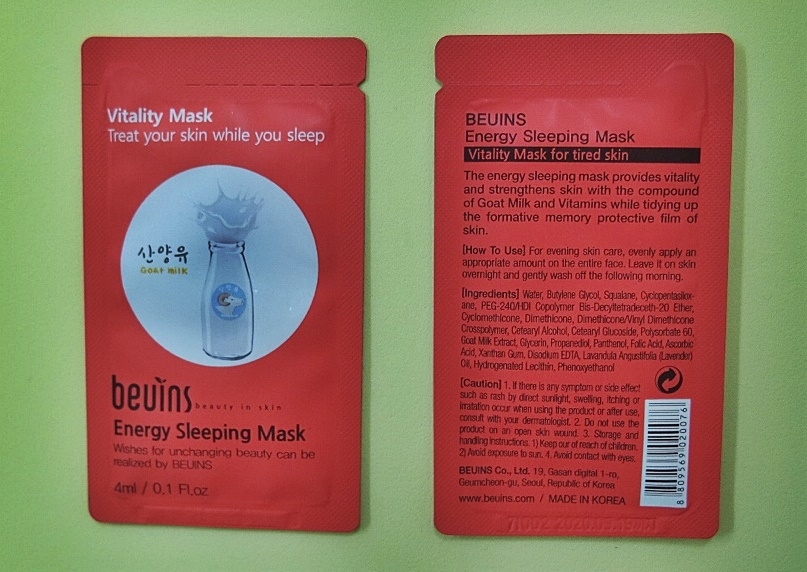 Vitality Mask
Treat your skin while you sleep
산양유
Goat milk
beuins beauty in skin
Energy Sleeping Mask
Wishes for unchanging beauty can be
realized by BEUINS
4ml / 0.1 Fl.oz
BEUINS
Energy Sleeping Mask
Vitality Mask for tired skin
The energy sleeping mask provides vitality
and strengthens skin with the compound
of Goat Milk and Vitamins while tidying up
the formative memory protective film of
skin.
[How To Use] For evening skin care, evenly apply an
appropriate amount on the entire face. Leave it on skin
overnight and gently wash off the following morning.
[Ingredients] Water, Butylene Glycol, Squalane, Cyclopentasilox-
ane, PEG-240/HDI Copolymer Bis-Decyltetradeceth-20 Ether,
Cyclomethicone, Dimethicone, Dimethicone/Vinyl Dimethicone
Crosspolymer, Cetearyl Alcohol, Cetearyl Glucoside, Polysorbate 60,
Goat Milk Extract, Glycerin, Propanediol, Panthenol, Folic Acid, Ascorbic
Acid, Xanthan Gum, Disodium EDTA, Lavandula Angustifolia (Lavender)
Oil, Hydrogenated Lecithin, Phenoxyethanol
[Caution] 1. If there is any symptom or side effect
such as rash by direct sunlight, swelling, itching or
irratation occur when using the product or after use,
consult with your dermatologist. 2. Do not use the
product on an open skin wound. 3. Storage and
handling instructions. 1) Keep our of reach of children.
2) Avoid exposure to sun. 4. Avoid contact with eyes.
BEUINS Co., Ltd. 19, Gasan digital 1-ro,
Geumcheon-gu, Seoul, Republic of Korea
www.beuins.com / MADE IN KOREA
8 809569 020076